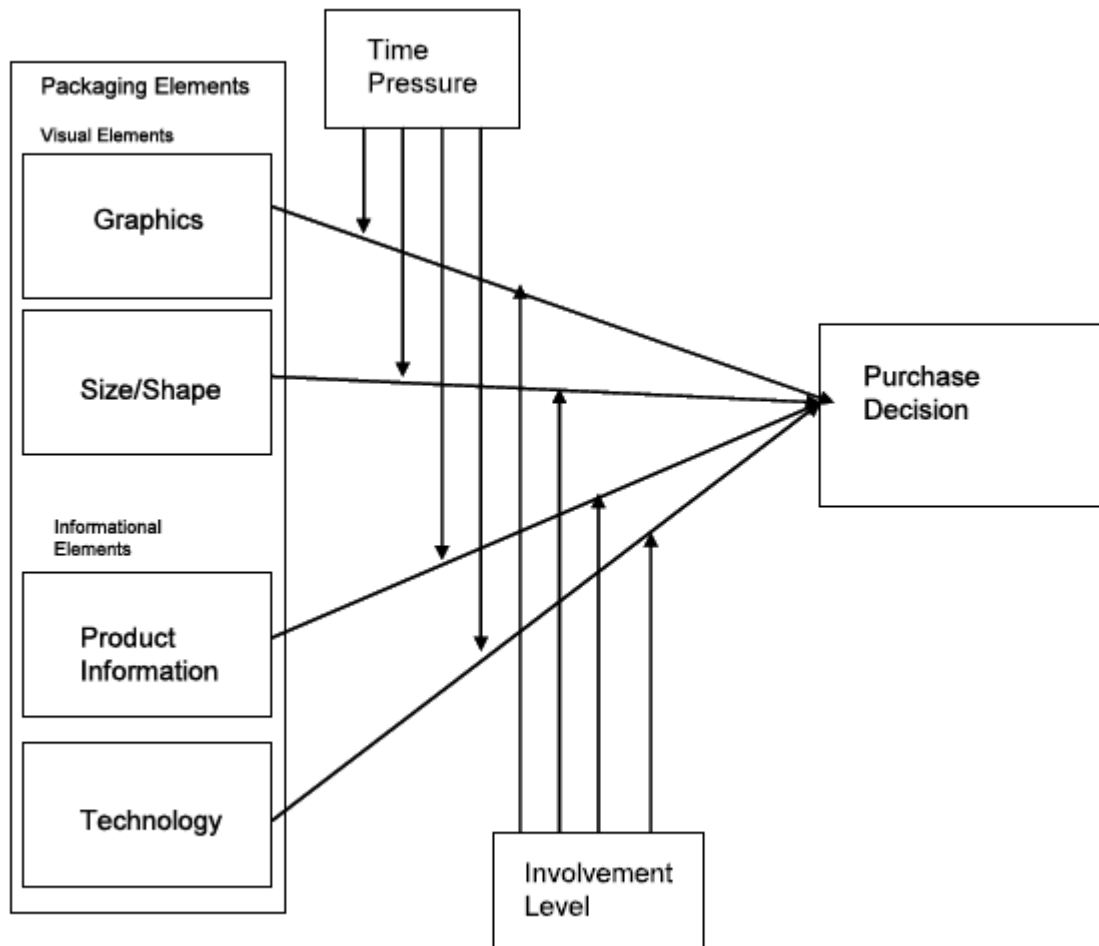 Time
Pressure
Packaging Elements
Visual Elements
Graphics
Size/Shape
Purchase
Decision
Informational
Elements
Product
Information
Technology
Involvement
Level